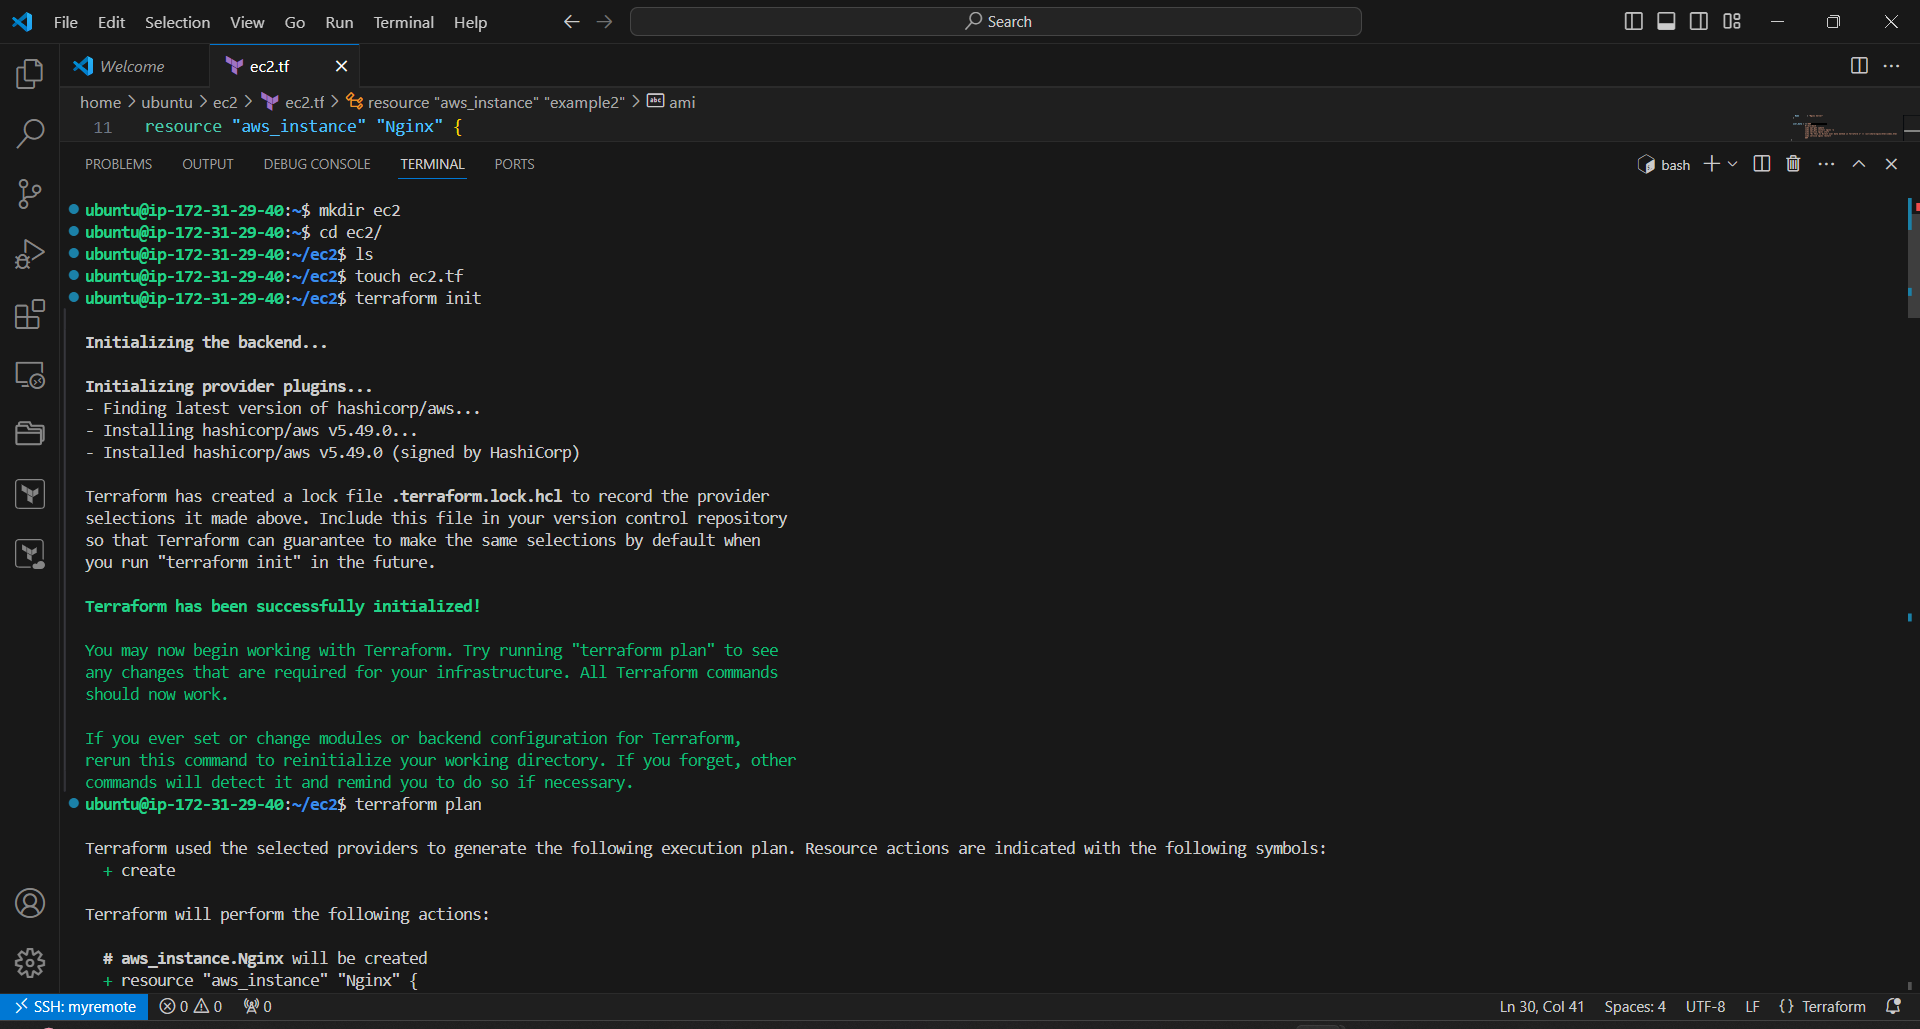 File Edit Selection View Go Run Terminal Help Search
Welcome ec2.tf
home > ubuntu > ec2 > ec2.tf > resource "aws_instance" "example2" > abc ami
11 resource "aws_instance" "Nginx" {
PROBLEMS OUTPUT DEBUG CONSOLE TERMINAL PORTS bash
ubuntu@ip-172-31-29-40:~$ mkdir ec2
ubuntu@ip-172-31-29-40:~$ cd ec2/
ubuntu@ip-172-31-29-40:~/ec2$ ls
ubuntu@ip-172-31-29-40:~/ec2$ touch ec2.tf
ubuntu@ip-172-31-29-40:~/ec2$ terraform init
Initializing the backend...
Initializing provider plugins...
- Finding latest version of hashicorp/aws...
- Installing hashicorp/aws v5.49.0...
- Installed hashicorp/aws v5.49.0 (signed by HashiCorp)
Terraform has created a lock file .terraform.lock.hcl to record the provider
selections it made above. Include this file in your version control repository
so that Terraform can guarantee to make the same selections by default when
you run "terraform init" in the future.
Terraform has been successfully initialized!
You may now begin working with Terraform. Try running "terraform plan" to see
any changes that are required for your infrastructure. All Terraform commands
should now work.
If you ever set or change modules or backend configuration for Terraform,
rerun this command to reinitialize your working directory. If you forget, other
commands will detect it and remind you to do so if necessary.
ubuntu@ip-172-31-29-40:~/ec2$ terraform plan
Terraform used the selected providers to generate the following execution plan. Resource actions are indicated with the following symbols:
+ create
Terraform will perform the following actions:
# aws_instance.Nginx will be created
+ resource "aws_instance" "Nginx" {
SSH: myremote 0 0 0 Ln 30, Col 41 Spaces: 4 UTF-8 LF {} Terraform